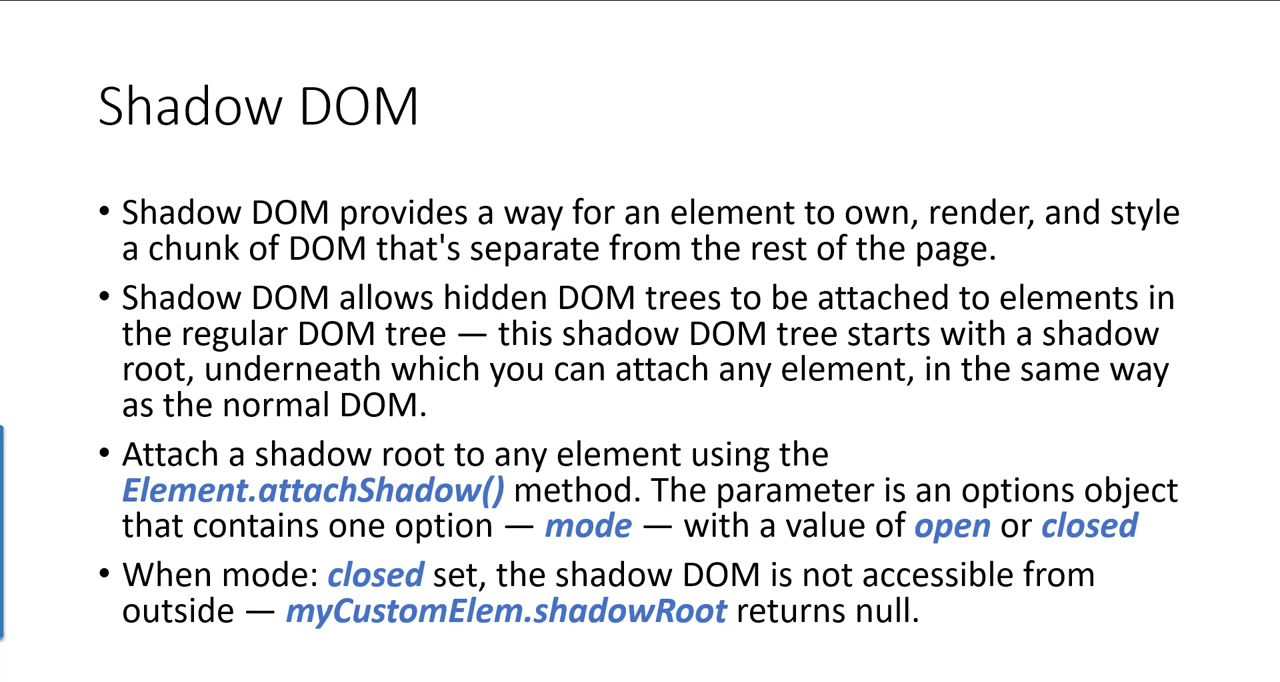 Shadow DOM
• Shadow DOM provides a way for an element to own, render, and style
a chunk of DOM that's separate from the rest of the page.
• Shadow DOM allows hidden DOM trees to be attached to elements in
the regular DOM tree — this shadow DOM tree starts with a shadow
root, underneath which you can attach any element, in the same way
as the normal DOM.
• Attach a shadow root to any element using the
Element.attachShadow() method. The parameter is an options object
that contains one option — mode — with a value of open or closed
• When mode: closed set, the shadow DOM is not accessible from
outside — myCustomElem.shadowRoot returns null.